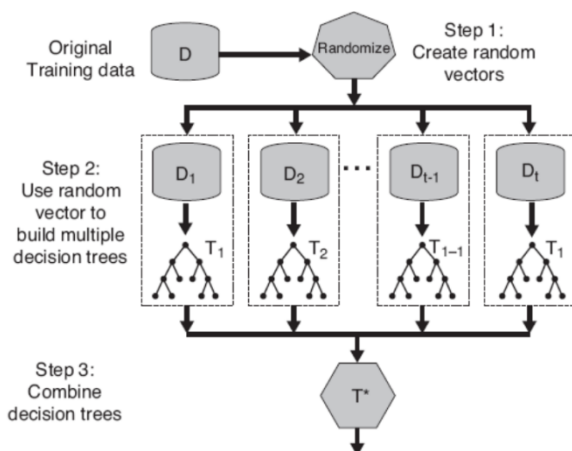 Original
Training data
D
Randomize
Step 1:
Create random
vectors
Step 2:
Use random
vector to
build multiple
decision trees
D1
D2
...
Dt-1
Dt
T1
T2
T1–1
T1
Step 3:
Combine
decision trees
T*